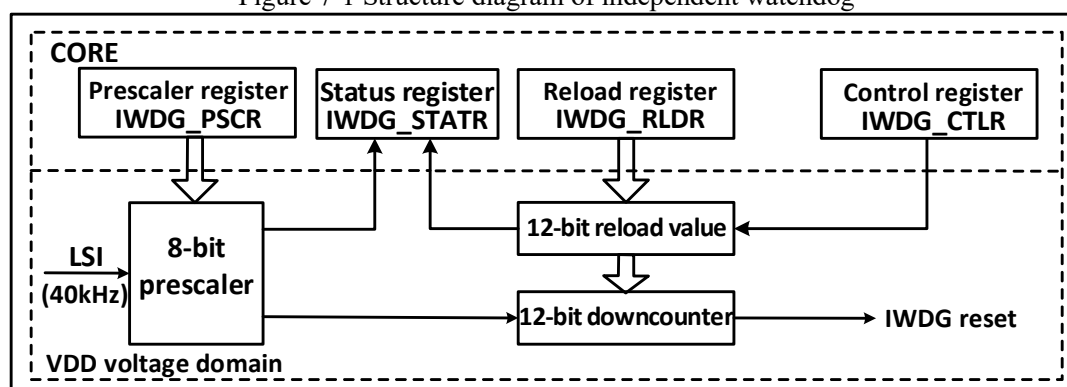 Figure 7-1 Structure diagram of independent watchdog
CORE
Prescaler register
IWDG_PSCR
Status register
IWDG_STATR
Reload register
IWDG_RLDR
Control register
IWDG_CTLR
LSI
(40kHz)
8-bit
prescaler
12-bit reload value
12-bit downcounter
IWDG reset
VDD voltage domain